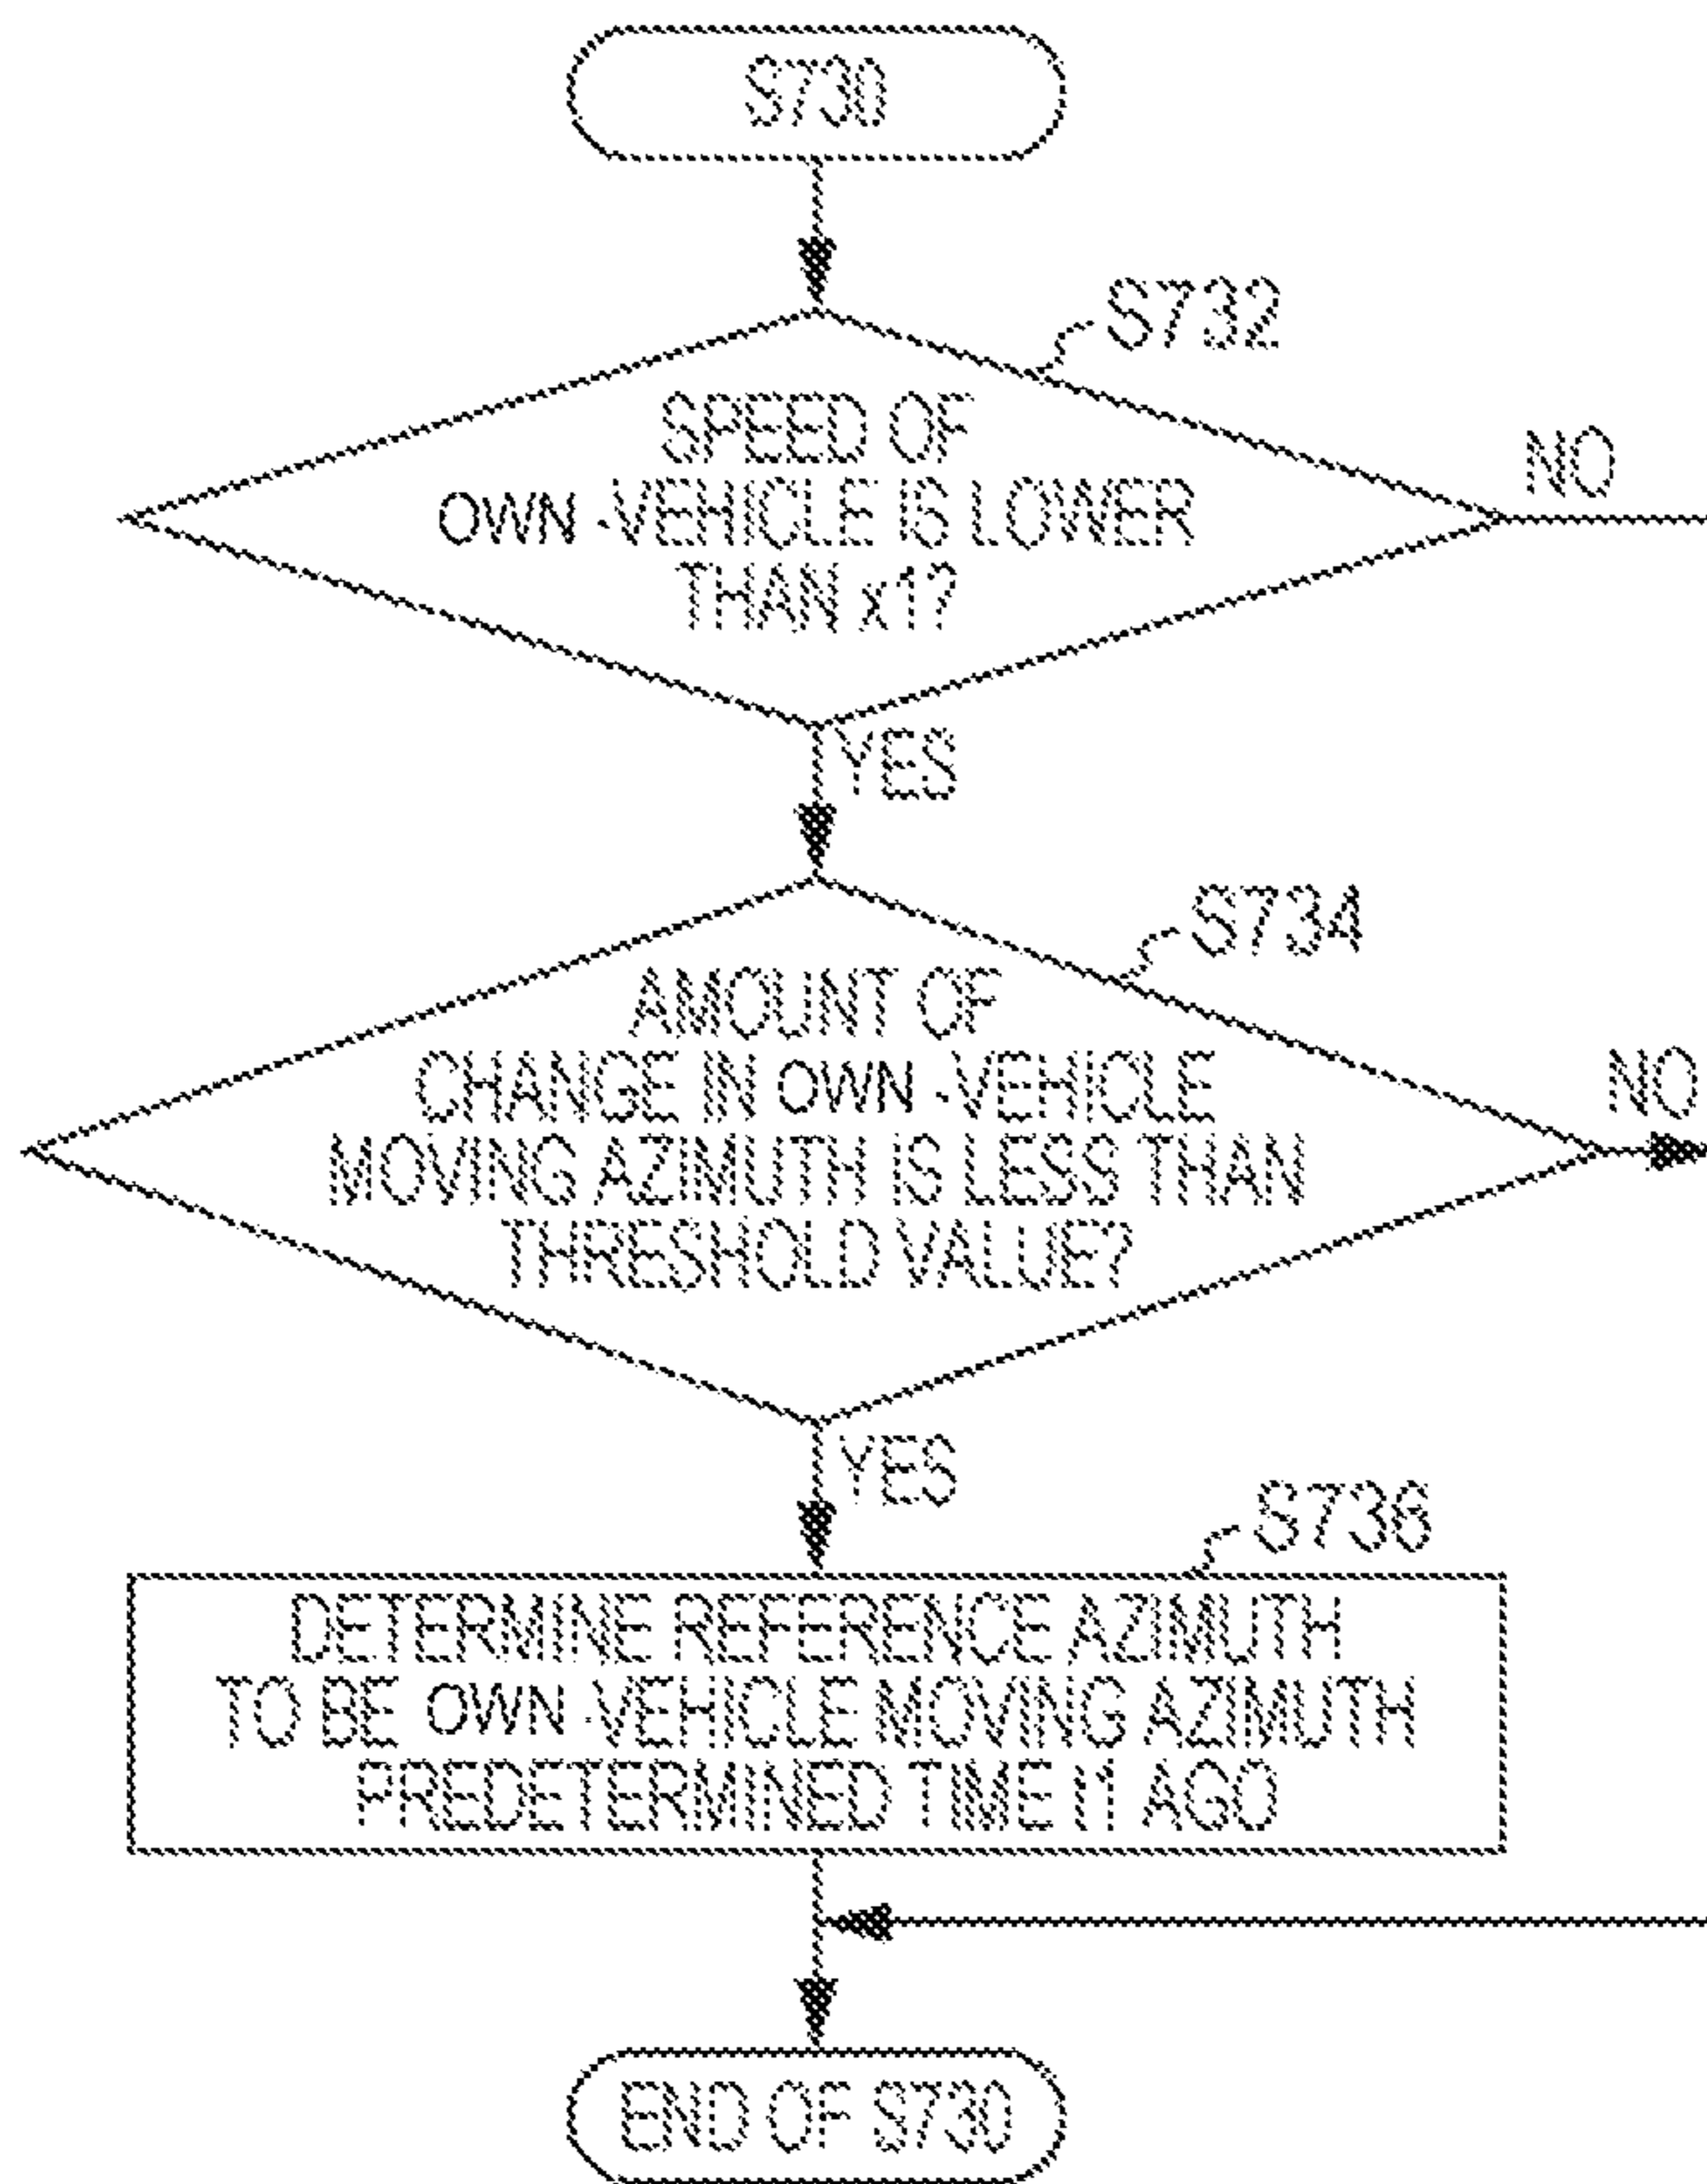 S730
S732
SPEED OF
OWN-VEHICLE IS LOWER
THAN x1?
NO
YES
S734
AMOUNT OF
CHANGE IN OWN-VEHICLE
MOVING AZIMUTH IS LESS THAN
THRESHOLD VALUE?
NO
YES
S736
DETERMINE REFERENCE AZIMUTH
TO BE OWN-VEHICLE MOVING AZIMUTH
PREDETERMINED TIME t1 AGO
END OF S730